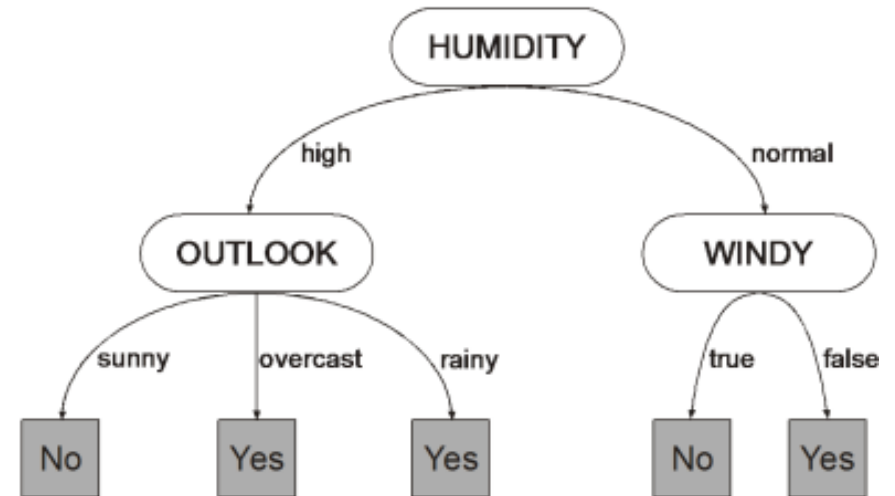 HUMIDITY
high normal
OUTLOOK WINDY
sunny overcast rainy true false
No Yes Yes No Yes